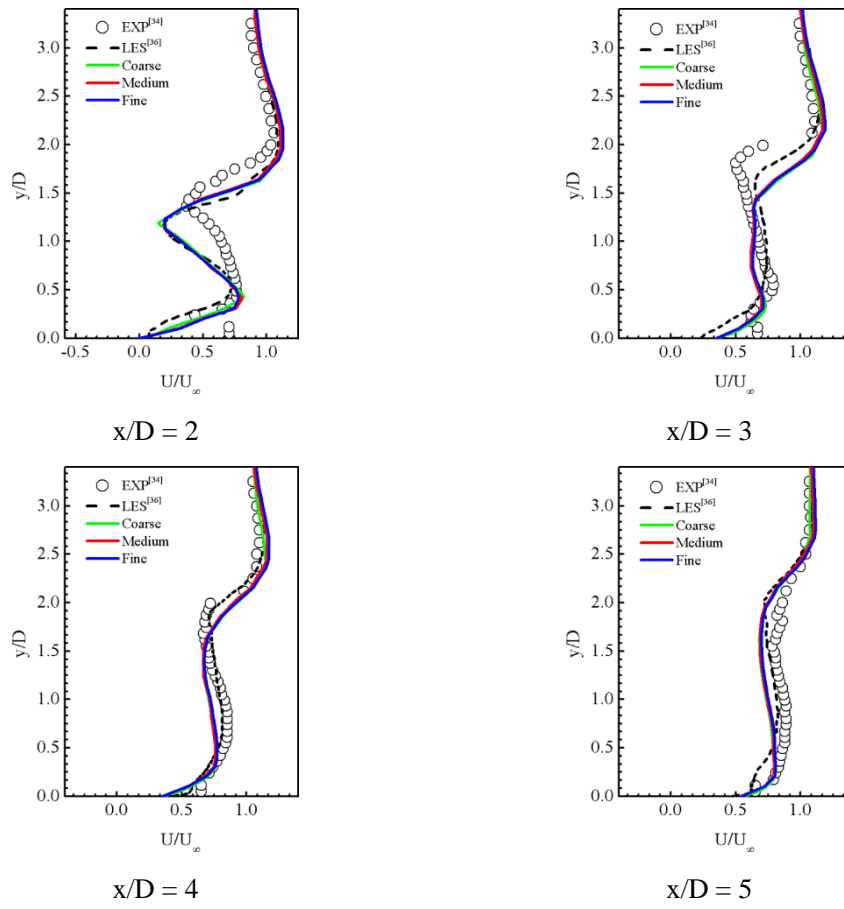 EXP[34]
LES[36]
Coarse
Medium
Fine
3.0
2.5
2.0
1.5
1.0
0.5
0.0
y/D
-0.5 0.0 0.5 1.0
U/U∞
x/D = 2
EXP[34]
LES[36]
Coarse
Medium
Fine
3.0
2.5
2.0
1.5
1.0
0.5
0.0
y/D
0.0 0.5 1.0
U/U∞
x/D = 3
EXP[34]
LES[36]
Coarse
Medium
Fine
3.0
2.5
2.0
1.5
1.0
0.5
0.0
y/D
0.0 0.5 1.0
U/U∞
x/D = 4
EXP[34]
LES[36]
Coarse
Medium
Fine
3.0
2.5
2.0
1.5
1.0
0.5
0.0
y/D
0.0 0.5 1.0
U/U∞
x/D = 5